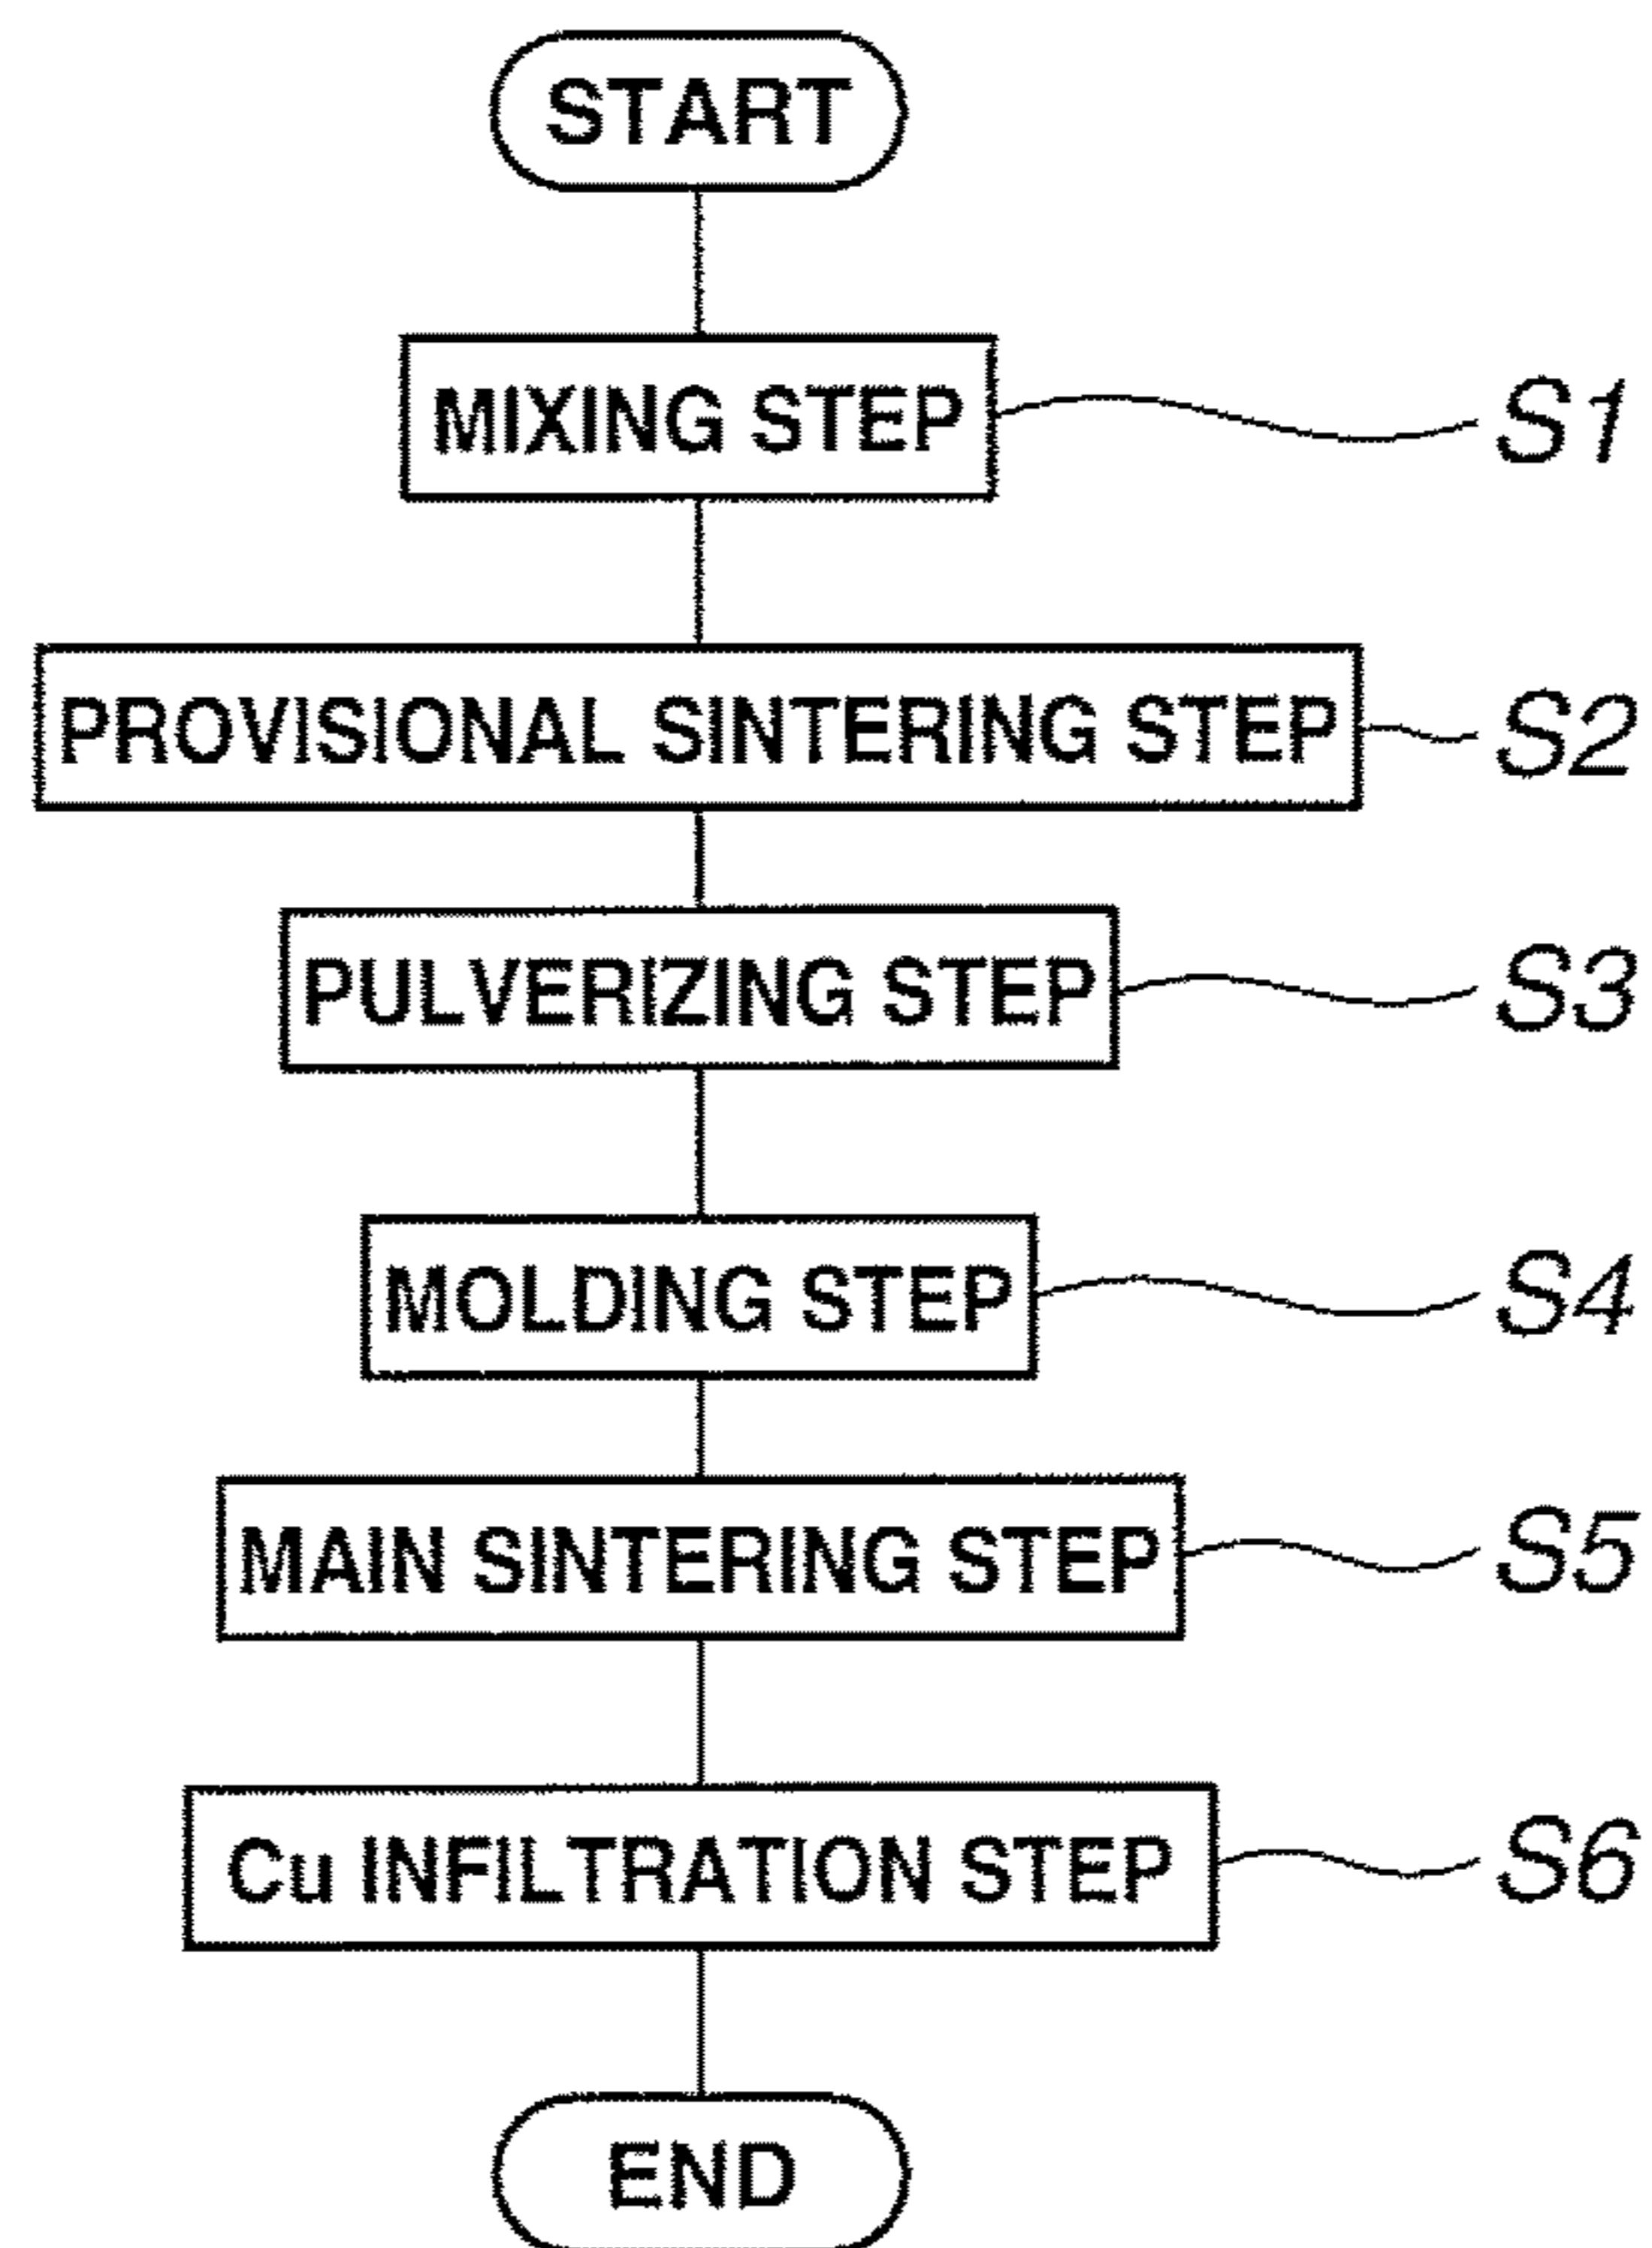 START
MIXING STEP S1
PROVISIONAL SINTERING STEP S2
PULVERIZING STEP S3
MOLDING STEP S4
MAIN SINTERING STEP S5
Cu INFILTRATION STEP S6
END